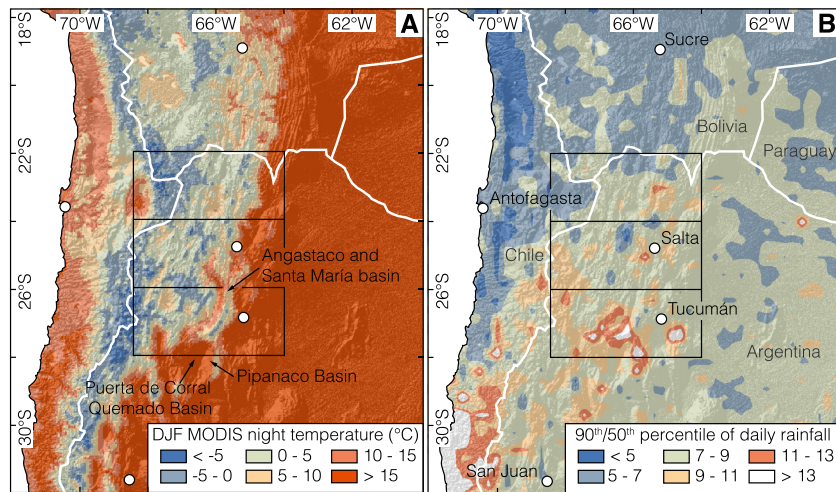 70°W 66°W 62°W A
18°S
22°S
26°S
30°S
Angastaco and
Santa María basin
Puerta de Corral
Quemado Basin
Pipanaco Basin
DJF MODIS night temperature (°C)
< -5 0 - 5 10 - 15
-5 - 0 5 - 10 > 15
70°W 66°W 62°W B
18°S
22°S
26°S
30°S
Sucre
Bolivia
Paraguay
Antofagasta
Chile
Salta
Tucumán
Argentina
San Juan
90th/50th percentile of daily rainfall
< 5 7 - 9 11 - 13
5 - 7 9 - 11 > 13